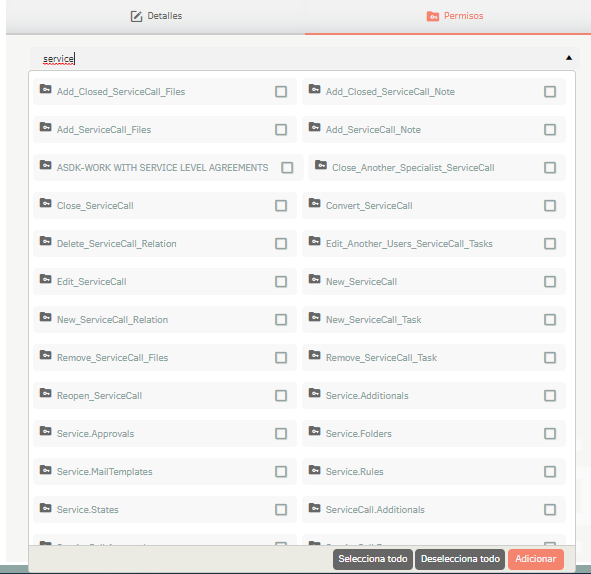 Detalles Permisos
service
Add_Closed_ServiceCall_Files Add_Closed_ServiceCall_Note
Add_ServiceCall_Files Add_ServiceCall_Note
ASDK-WORK WITH SERVICE LEVEL AGREEMENTS Close_Another_Specialist_ServiceCall
Close_ServiceCall Convert_ServiceCall
Delete_ServiceCall_Relation Edit_Another_Users_ServiceCall_Tasks
Edit_ServiceCall New_ServiceCall
New_ServiceCall_Relation New_ServiceCall_Task
Remove_ServiceCall_Files Remove_ServiceCall_Task
Reopen_ServiceCall Service.Additionals
Service.Approvals Service.Folders
Service.MailTemplates Service.Rules
Service.States ServiceCall.Additionals
Selecciona todo Deselecciona todo Adicionar